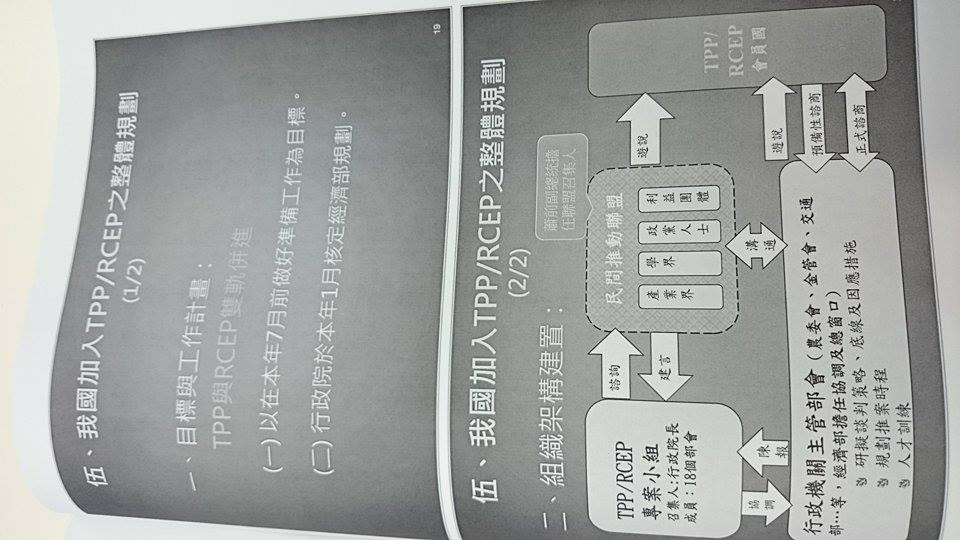 伍、我國加入TPP/RCEP之整體規劃
(1/2)
一、目標與工作計畫：
TPP與RCEP雙軌併進
(一) 以在本年7月前做好準備工作為目標。
(二) 行政院於本年1月核定經濟部規劃。
19
伍、我國加入TPP/RCEP之整體規劃
(2/2)
二、組織架構建置：
蕭前副總統擔
任聯盟召集人
TPP/RCEP
專案小組
召集人:行政院長
成員：18個部會
諮詢
建言
民間推動聯盟
產業界
學界
政黨人士
利益團體
遊說
TPP/
RCEP
會員國
協調
陳報
溝通
行政機關主管部會（農委會、金管會、交通
部…等，經濟部擔任協調及總窗口）
研擬談判策略、底線及因應措施
規劃推案時程
人才訓練
遊說
預備性諮商
正式諮商